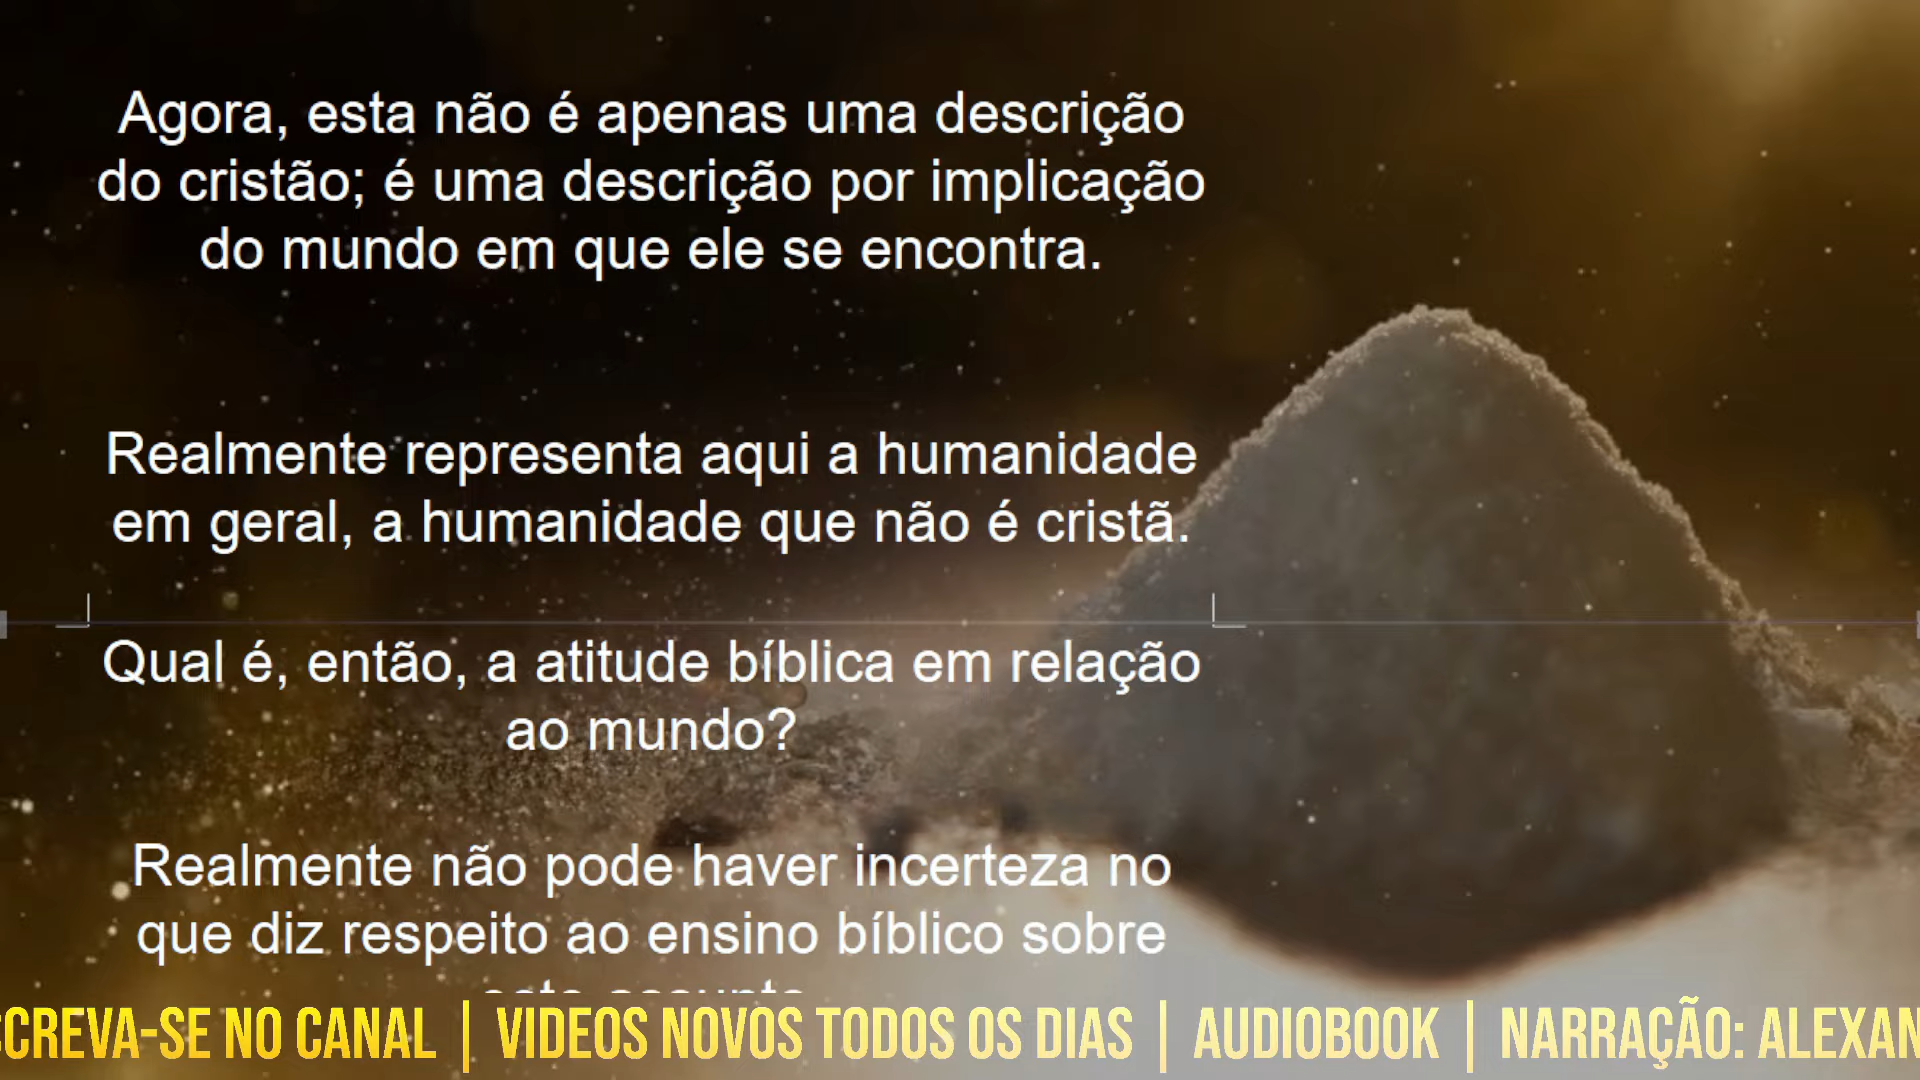 Agora, esta não é apenas uma descrição
do cristão; é uma descrição por implicação
do mundo em que ele se encontra.
Realmente representa aqui a humanidade
em geral, a humanidade que não é cristã.
Qual é, então, a atitude bíblica em relação
ao mundo?
Realmente não pode haver incerteza no
que diz respeito ao ensino bíblico sobre
este assunto
CREVA-SE NO CANAL | VIDEOS NOVOS TODOS OS DIAS | AUDIOBOOK | NARRAÇÃO: ALEXAN